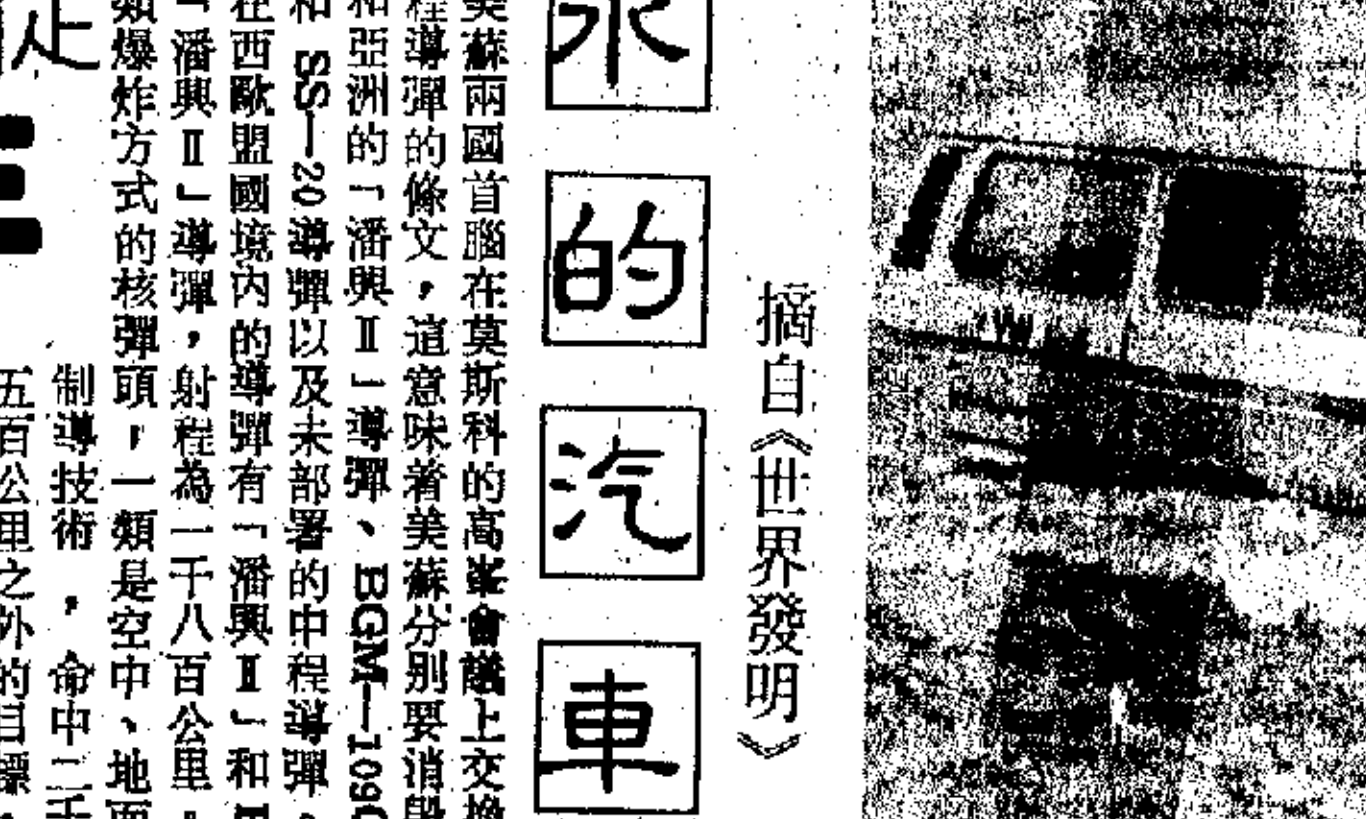 摘自《世界發明》
水的汽車
美蘇兩國首腦在莫斯科的高峯會議上交換
程導彈的條文，這意味着美蘇分別要消毀
和亞洲的「潘興Ⅱ」導彈、BGM—109G
和 SS—20 導彈以及未部署的中程導彈。
在西歐盟國境內的導彈有「潘興Ⅱ」和
「潘興Ⅱ」導彈，射程為一千八百公里，
類爆炸方式的核彈頭，一類是空中、地面
制導技術，命中二千
五百公里之外的目標，